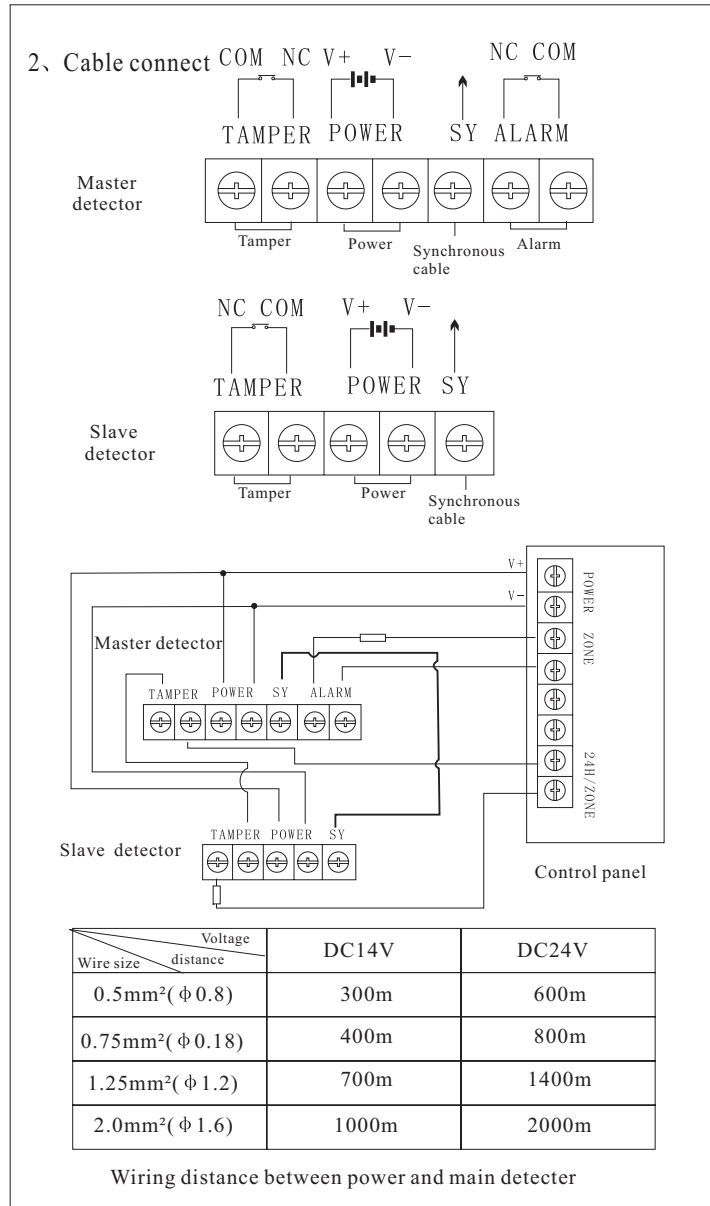 2、Cable connect
COM NC V+ V- NC COM
TAMPER POWER SY ALARM
Master
detector
Tamper Power Synchronous
cable Alarm
NC COM V+ V-
TAMPER POWER SY
Slave
detector
Tamper Power Synchronous
cable
V+
V-
POWER
ZONE
24H/ZONE
Master detector
TAMPER POWER SY ALARM
TAMPER POWER SY
Slave detector
Control panel
Voltage
distance
Wire size
DC14V DC24V
0.5mm²(φ0.8) 300m 600m
0.75mm²(φ0.18) 400m 800m
1.25mm²(φ1.2) 700m 1400m
2.0mm²(φ1.6) 1000m 2000m
Wiring distance between power and main detecter